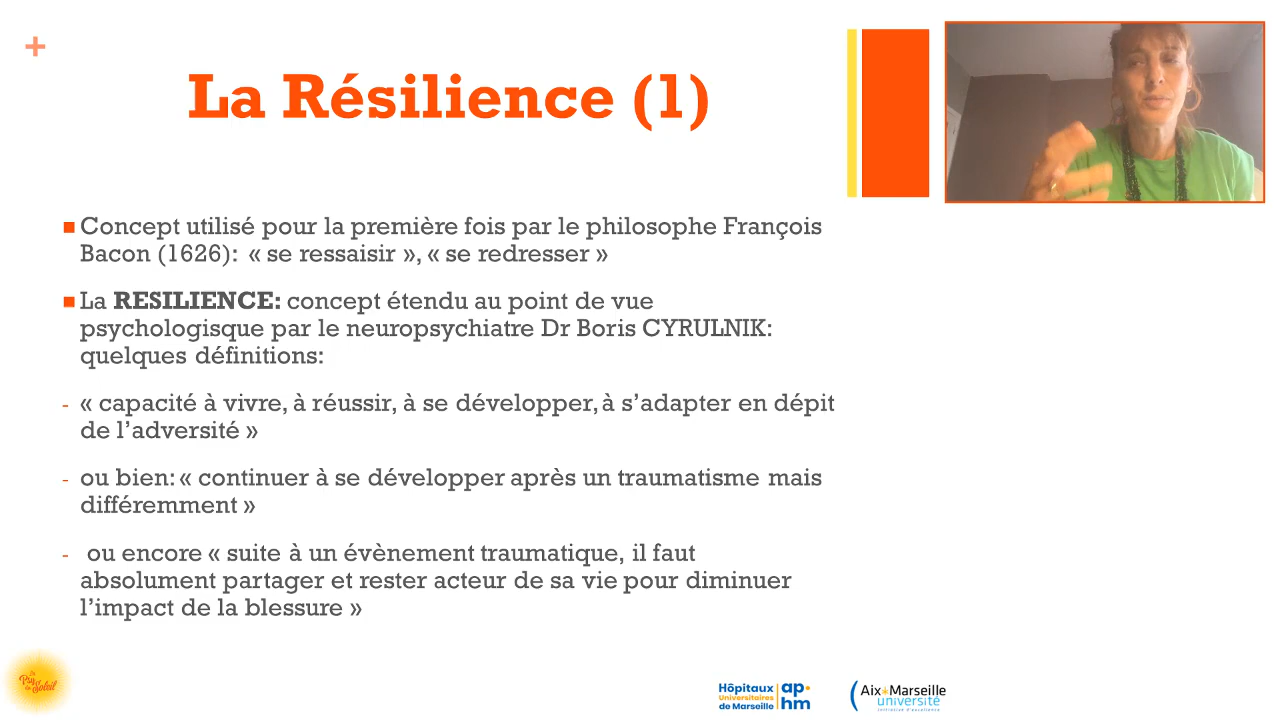 +
La Résilience (1)
■ Concept utilisé pour la première fois par le philosophe François
Bacon (1626): « se ressaisir », « se redresser »
■ La RESILIENCE: concept étendu au point de vue
psychologisque par le neuropsychiatre Dr Boris CYRULNIK:
quelques définitions:
- « capacité à vivre, à réussir, à se développer, à s’adapter en dépit
de l’adversité »
- ou bien: « continuer à se développer après un traumatisme mais
différemment »
- ou encore « suite à un évènement traumatique, il faut
absolument partager et rester acteur de sa vie pour diminuer
l’impact de la blessure »
Soleil
Hôpitaux
Universitaires
de Marseille
ap.
hm
Aix*Marseille
université
initiative d'excellence